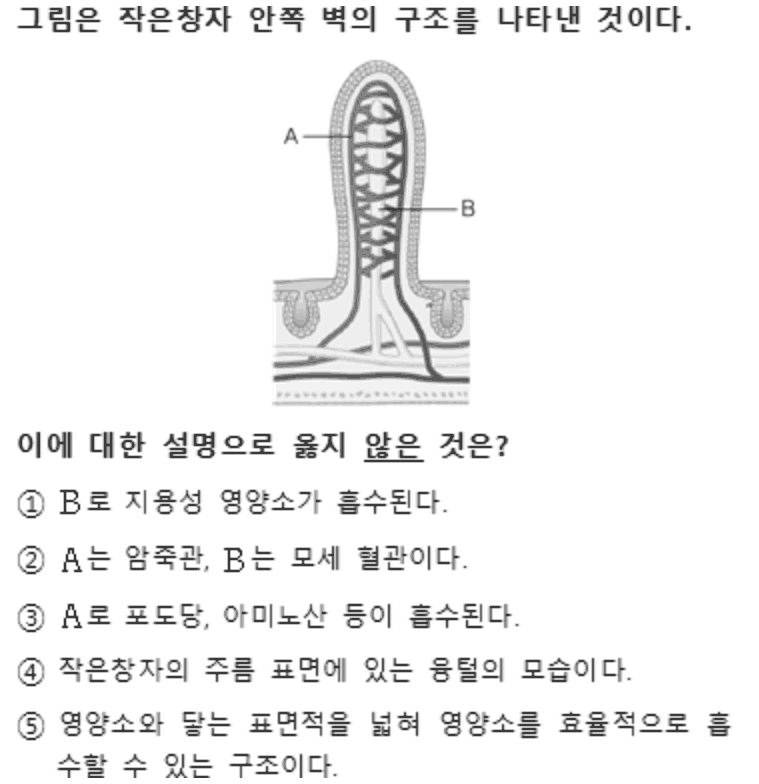 그림은 작은창자 안쪽 벽의 구조를 나타낸 것이다.
A
B
이에 대한 설명으로 옳지 않은 것은?
① B로 지용성 영양소가 흡수된다.
② A는 암죽관, B는 모세 혈관이다.
③ A로 포도당, 아미노산 등이 흡수된다.
④ 작은창자의 주름 표면에 있는 융털의 모습이다.
⑤ 영양소와 닿는 표면적을 넓혀 영양소를 효율적으로 흡
수할 수 있는 구조이다.